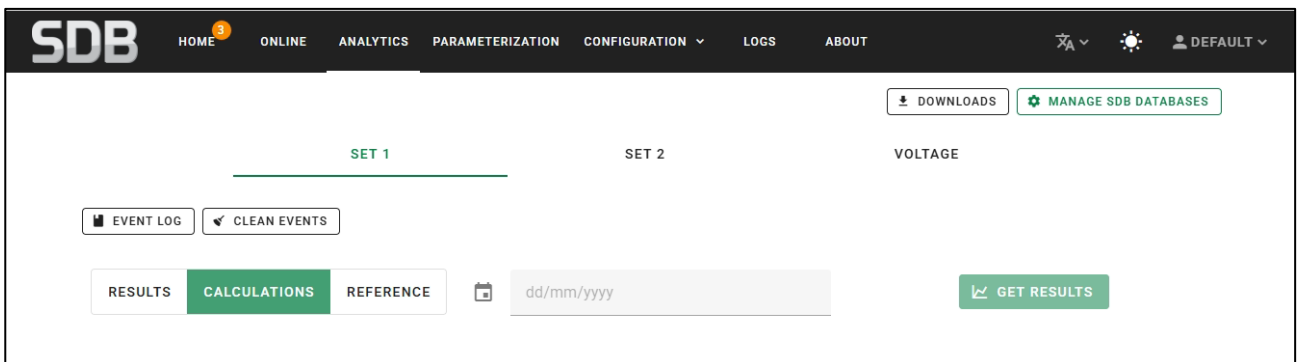 SDB HOME 3 ONLINE ANALYTICS PARAMETERIZATION CONFIGURATION LOGS ABOUT DEFAULT
DOWNLOADS MANAGE SDB DATABASES
SET 1 SET 2 VOLTAGE
EVENT LOG CLEAN EVENTS
RESULTS CALCULATIONS REFERENCE dd/mm/yyyy GET RESULTS